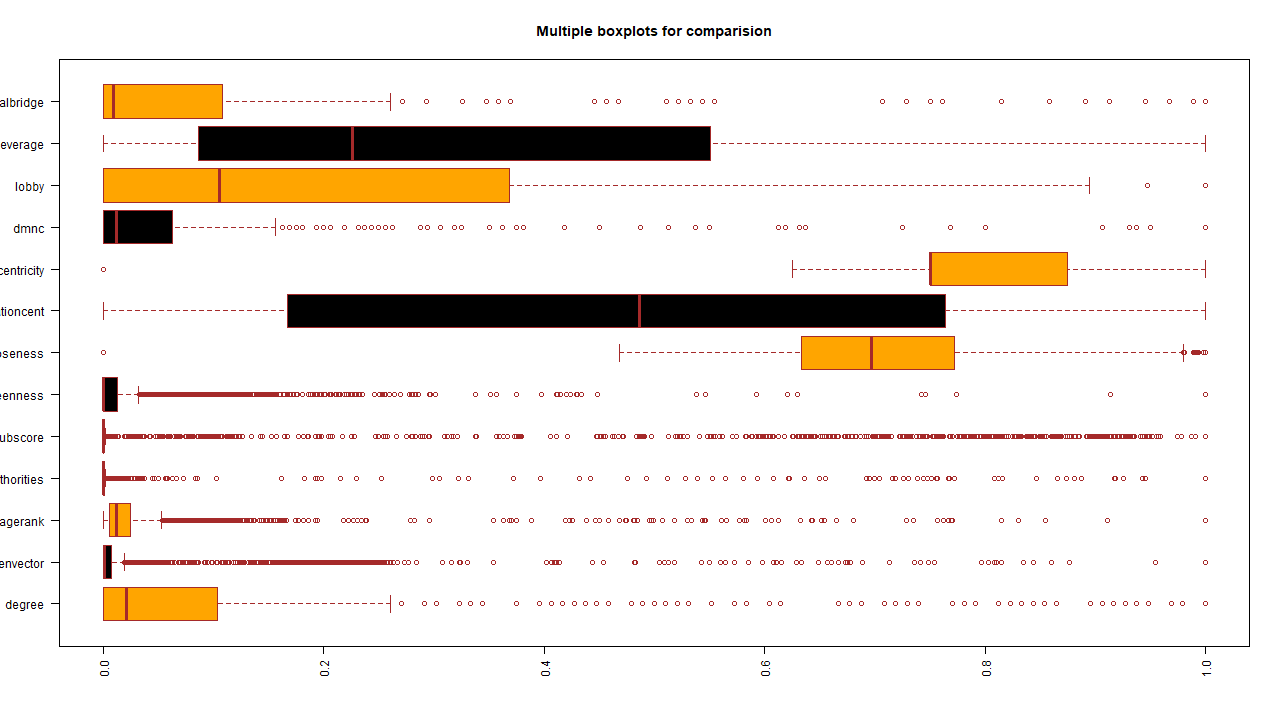 Multiple boxplots for comparision
albridge
everage
lobby
dmnc
centricity
tioncent
oseness
eenness
ubscore
thorities
agerank
envector
degree
0.0 0.2 0.4 0.6 0.8 1.0